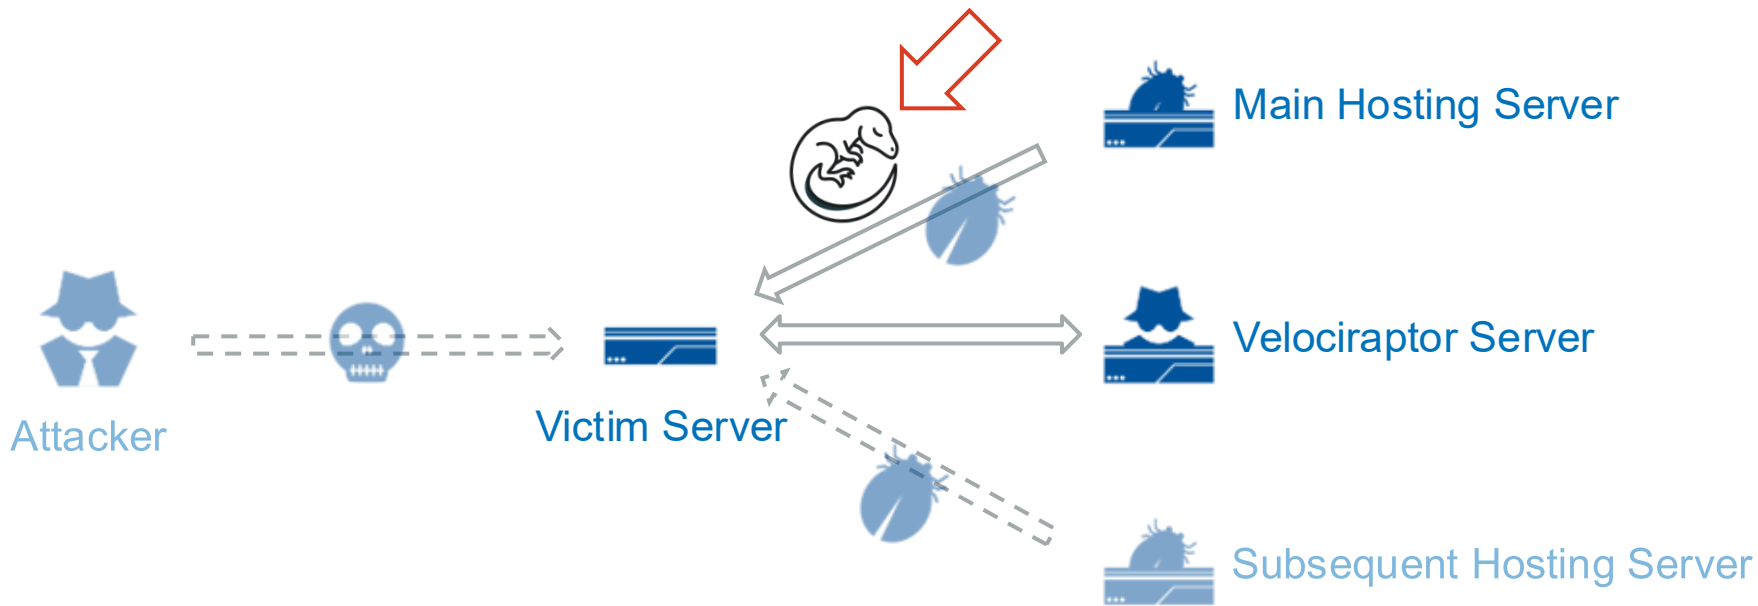 Main Hosting Server
Velociraptor Server
Victim Server
Attacker
Subsequent Hosting Server